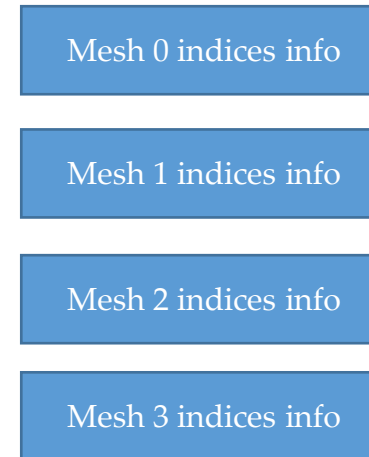 Mesh 0 indices info
Mesh 1 indices info
Mesh 2 indices info
Mesh 3 indices info